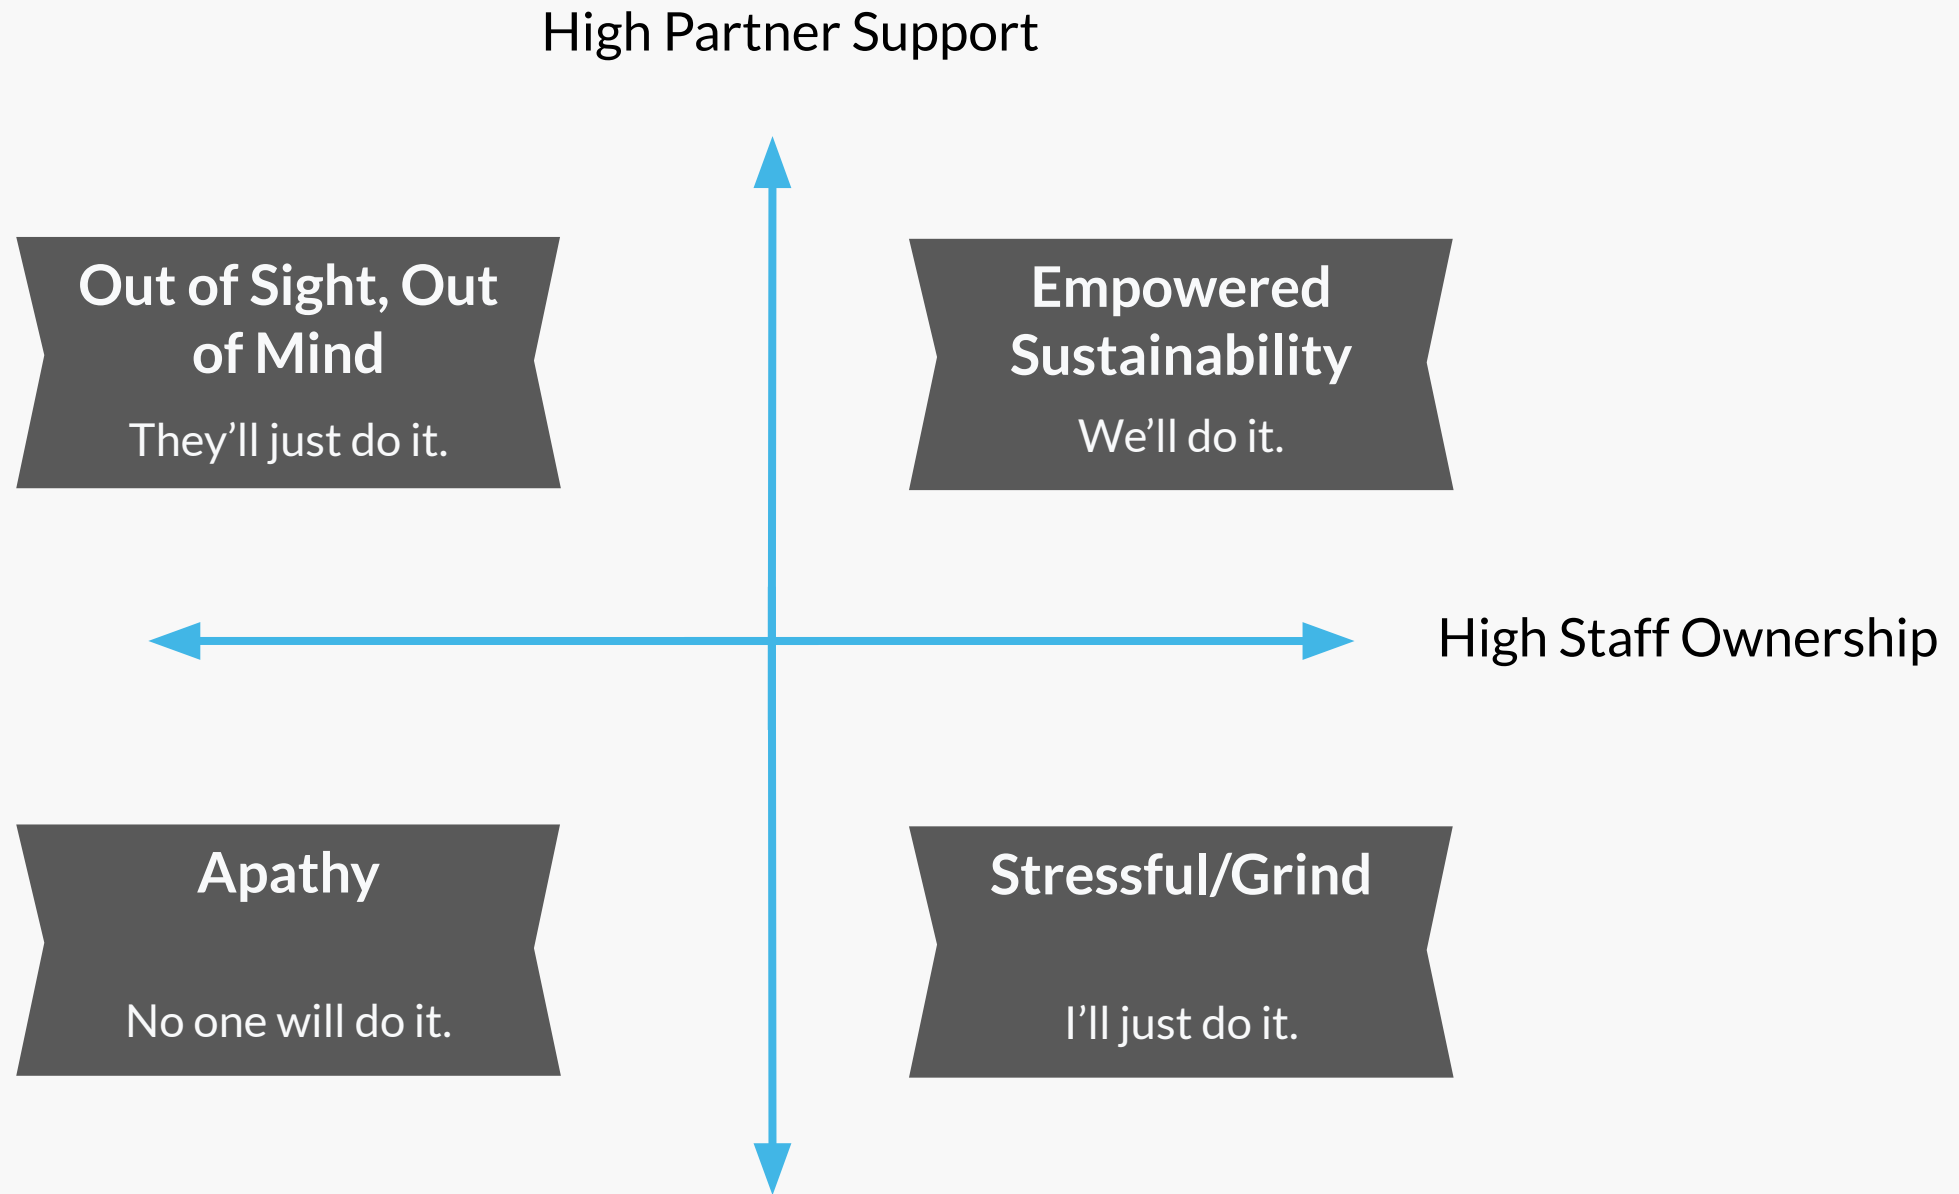 High Partner Support
Out of Sight, Out
of Mind
They’ll just do it.
Empowered
Sustainability
We’ll do it.
High Staff Ownership
Apathy
No one will do it.
Stressful/Grind
I’ll just do it.